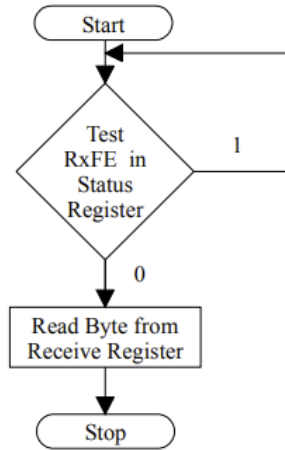 Start
Test
RxFE in
Status
Register
1
0
Read Byte from
Receive Register
Stop